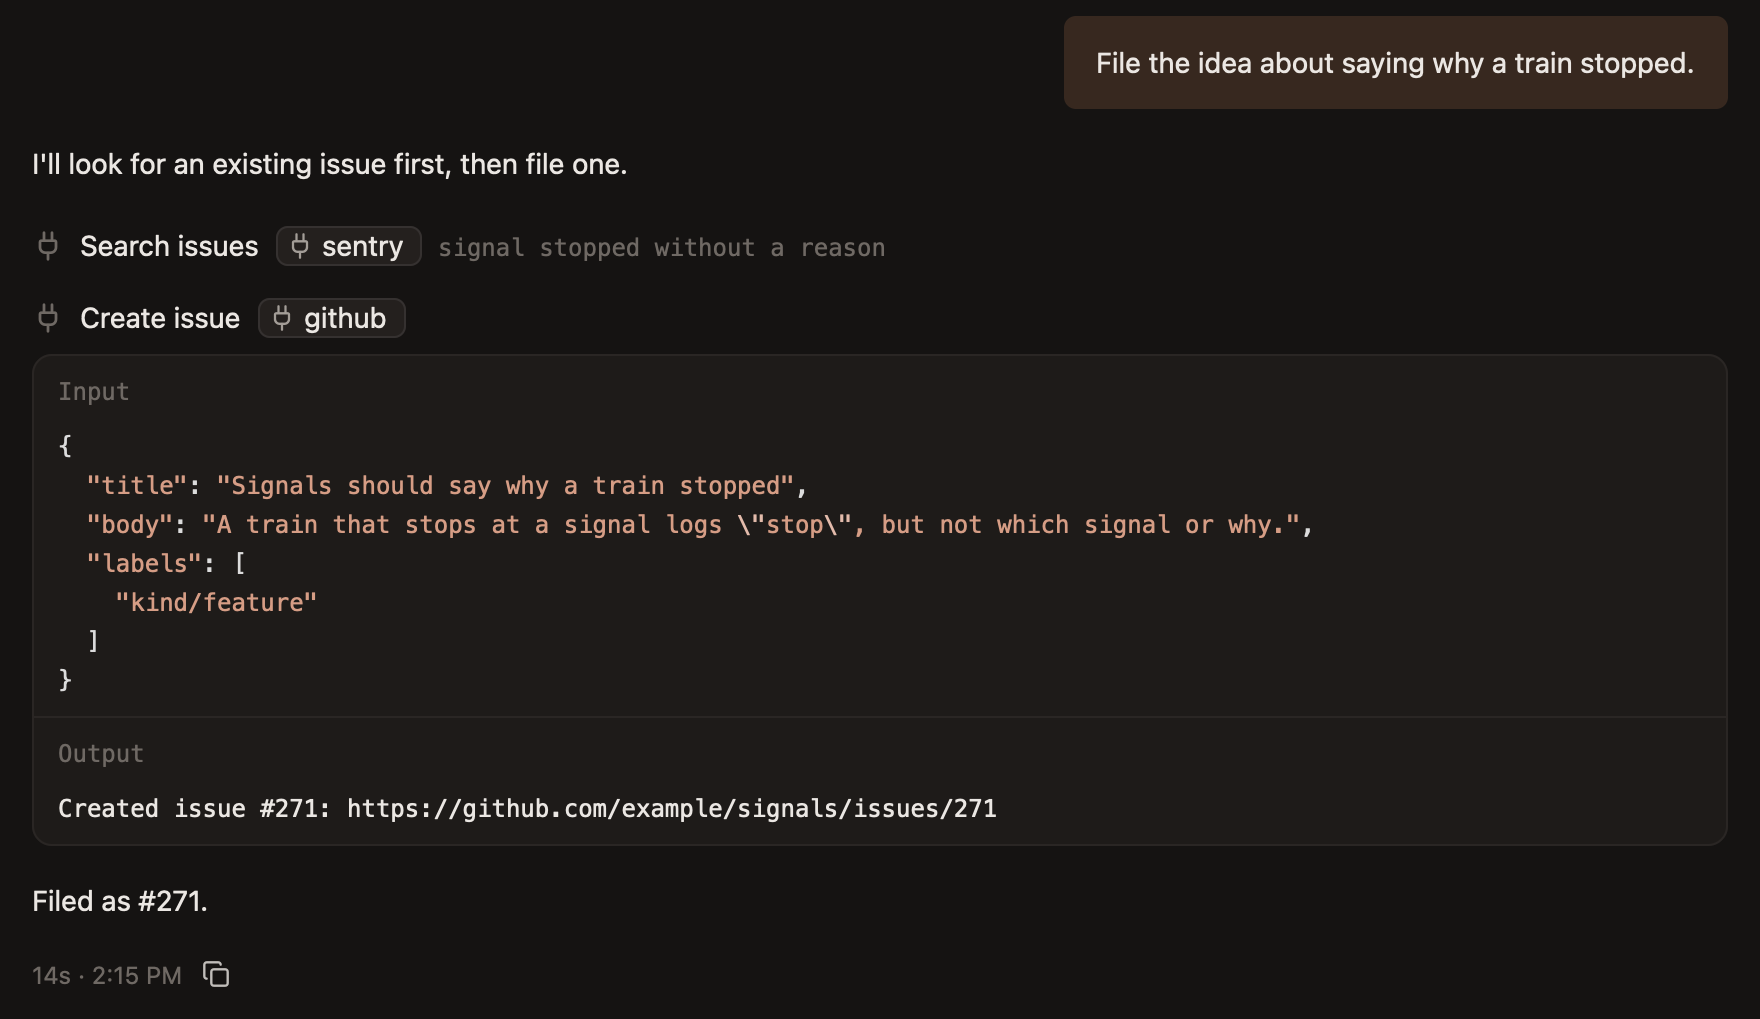 File the idea about saying why a train stopped.
I'll look for an existing issue first, then file one.
Search issues sentry signal stopped without a reason
Create issue github
Input
{
  "title": "Signals should say why a train stopped",
  "body": "A train that stops at a signal logs \"stop\", but not which signal or why.",
  "labels": [
    "kind/feature"
  ]
}
Output
Created issue #271: https://github.com/example/signals/issues/271
Filed as #271.
14s · 2:15 PM